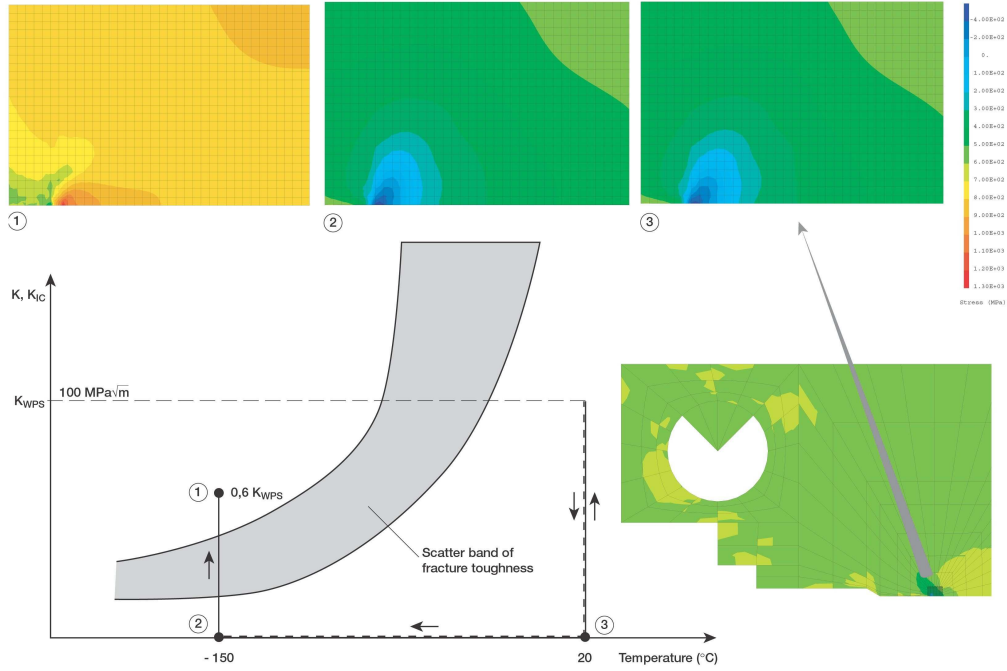 1
2
3
-4.00E+02
-2.00E+02
0.
1.00E+02
2.00E+02
3.00E+02
4.00E+02
5.00E+02
6.00E+02
7.00E+02
8.00E+02
9.00E+02
1.00E+03
1.10E+03
1.20E+03
1.30E+03
Stress (MPa)
K, KIC
100 MPa√m
KWPS
1 0,6 KWPS
Scatter band of
fracture toughness
2
3
- 150
20
Temperature (°C)